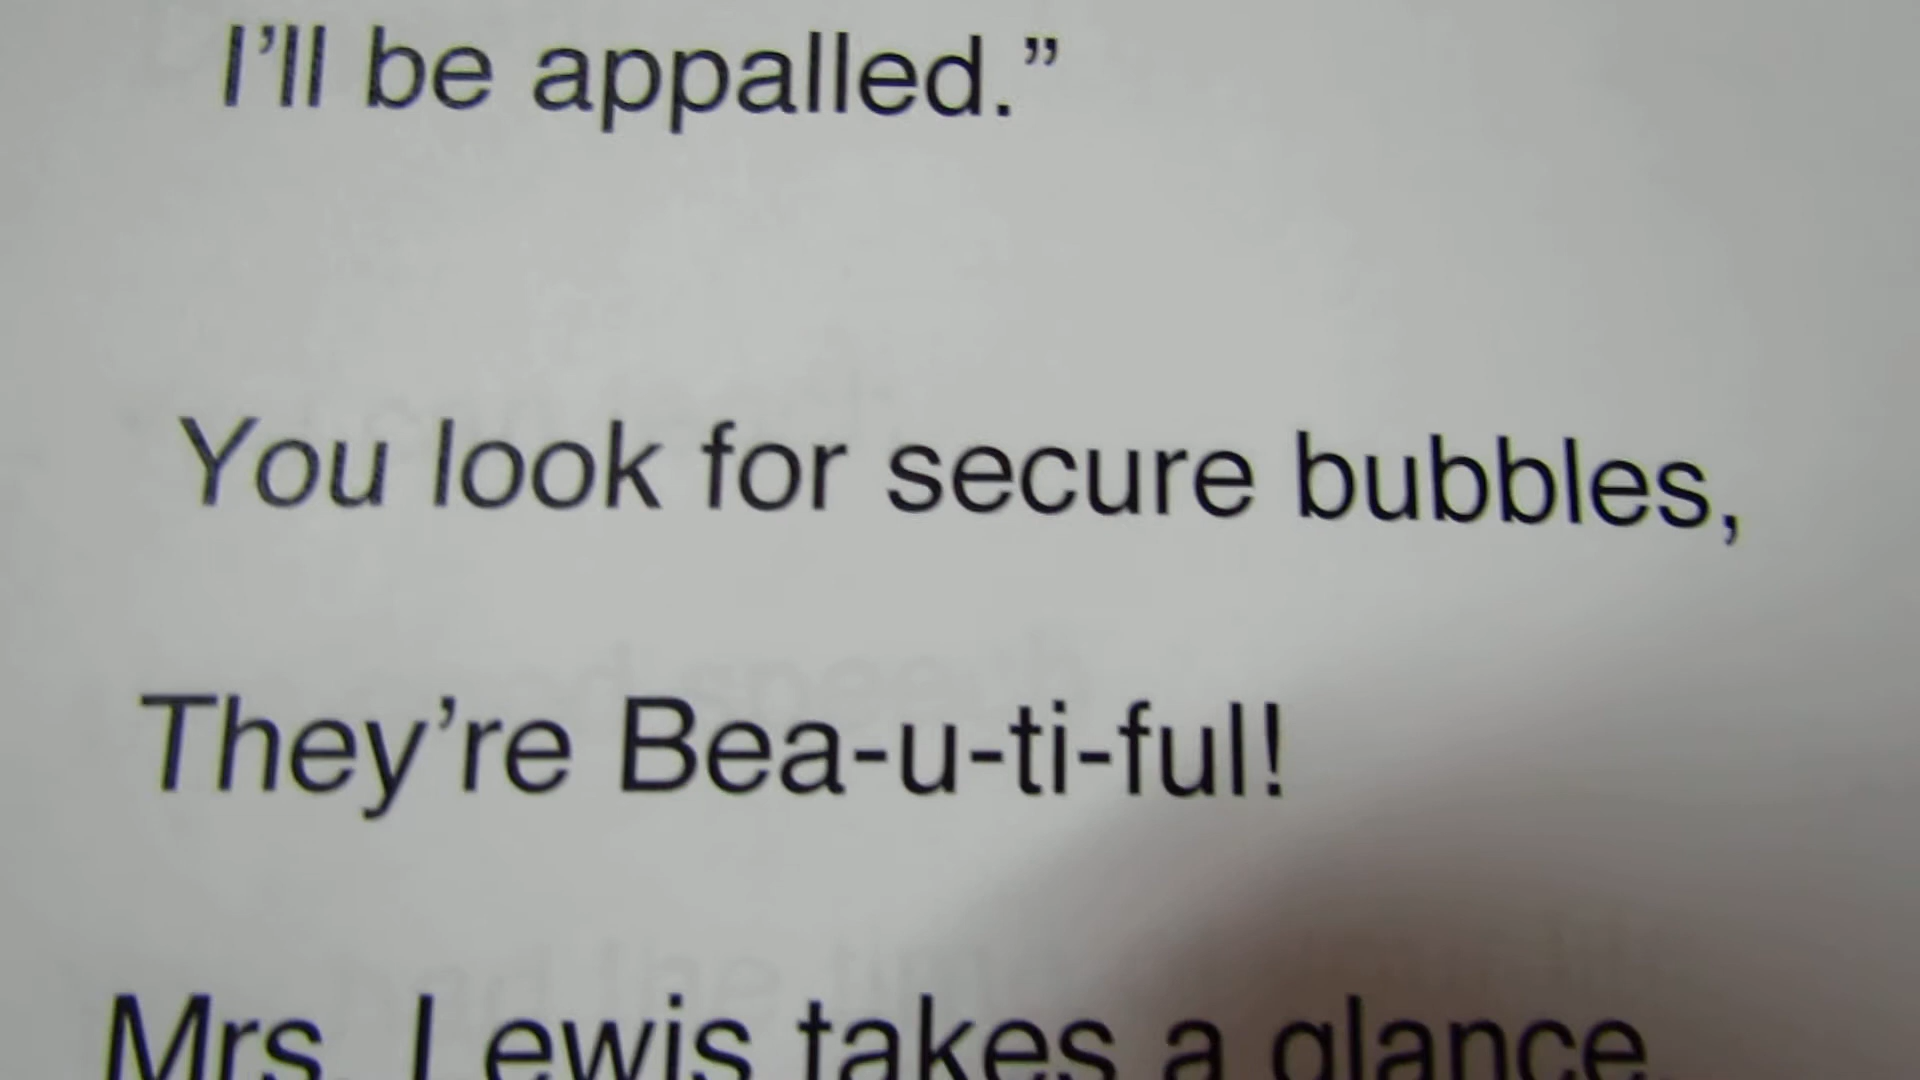 I’ll be appalled.”
You look for secure bubbles,
They’re Bea-u-ti-ful!
Mrs. Lewis takes a glance